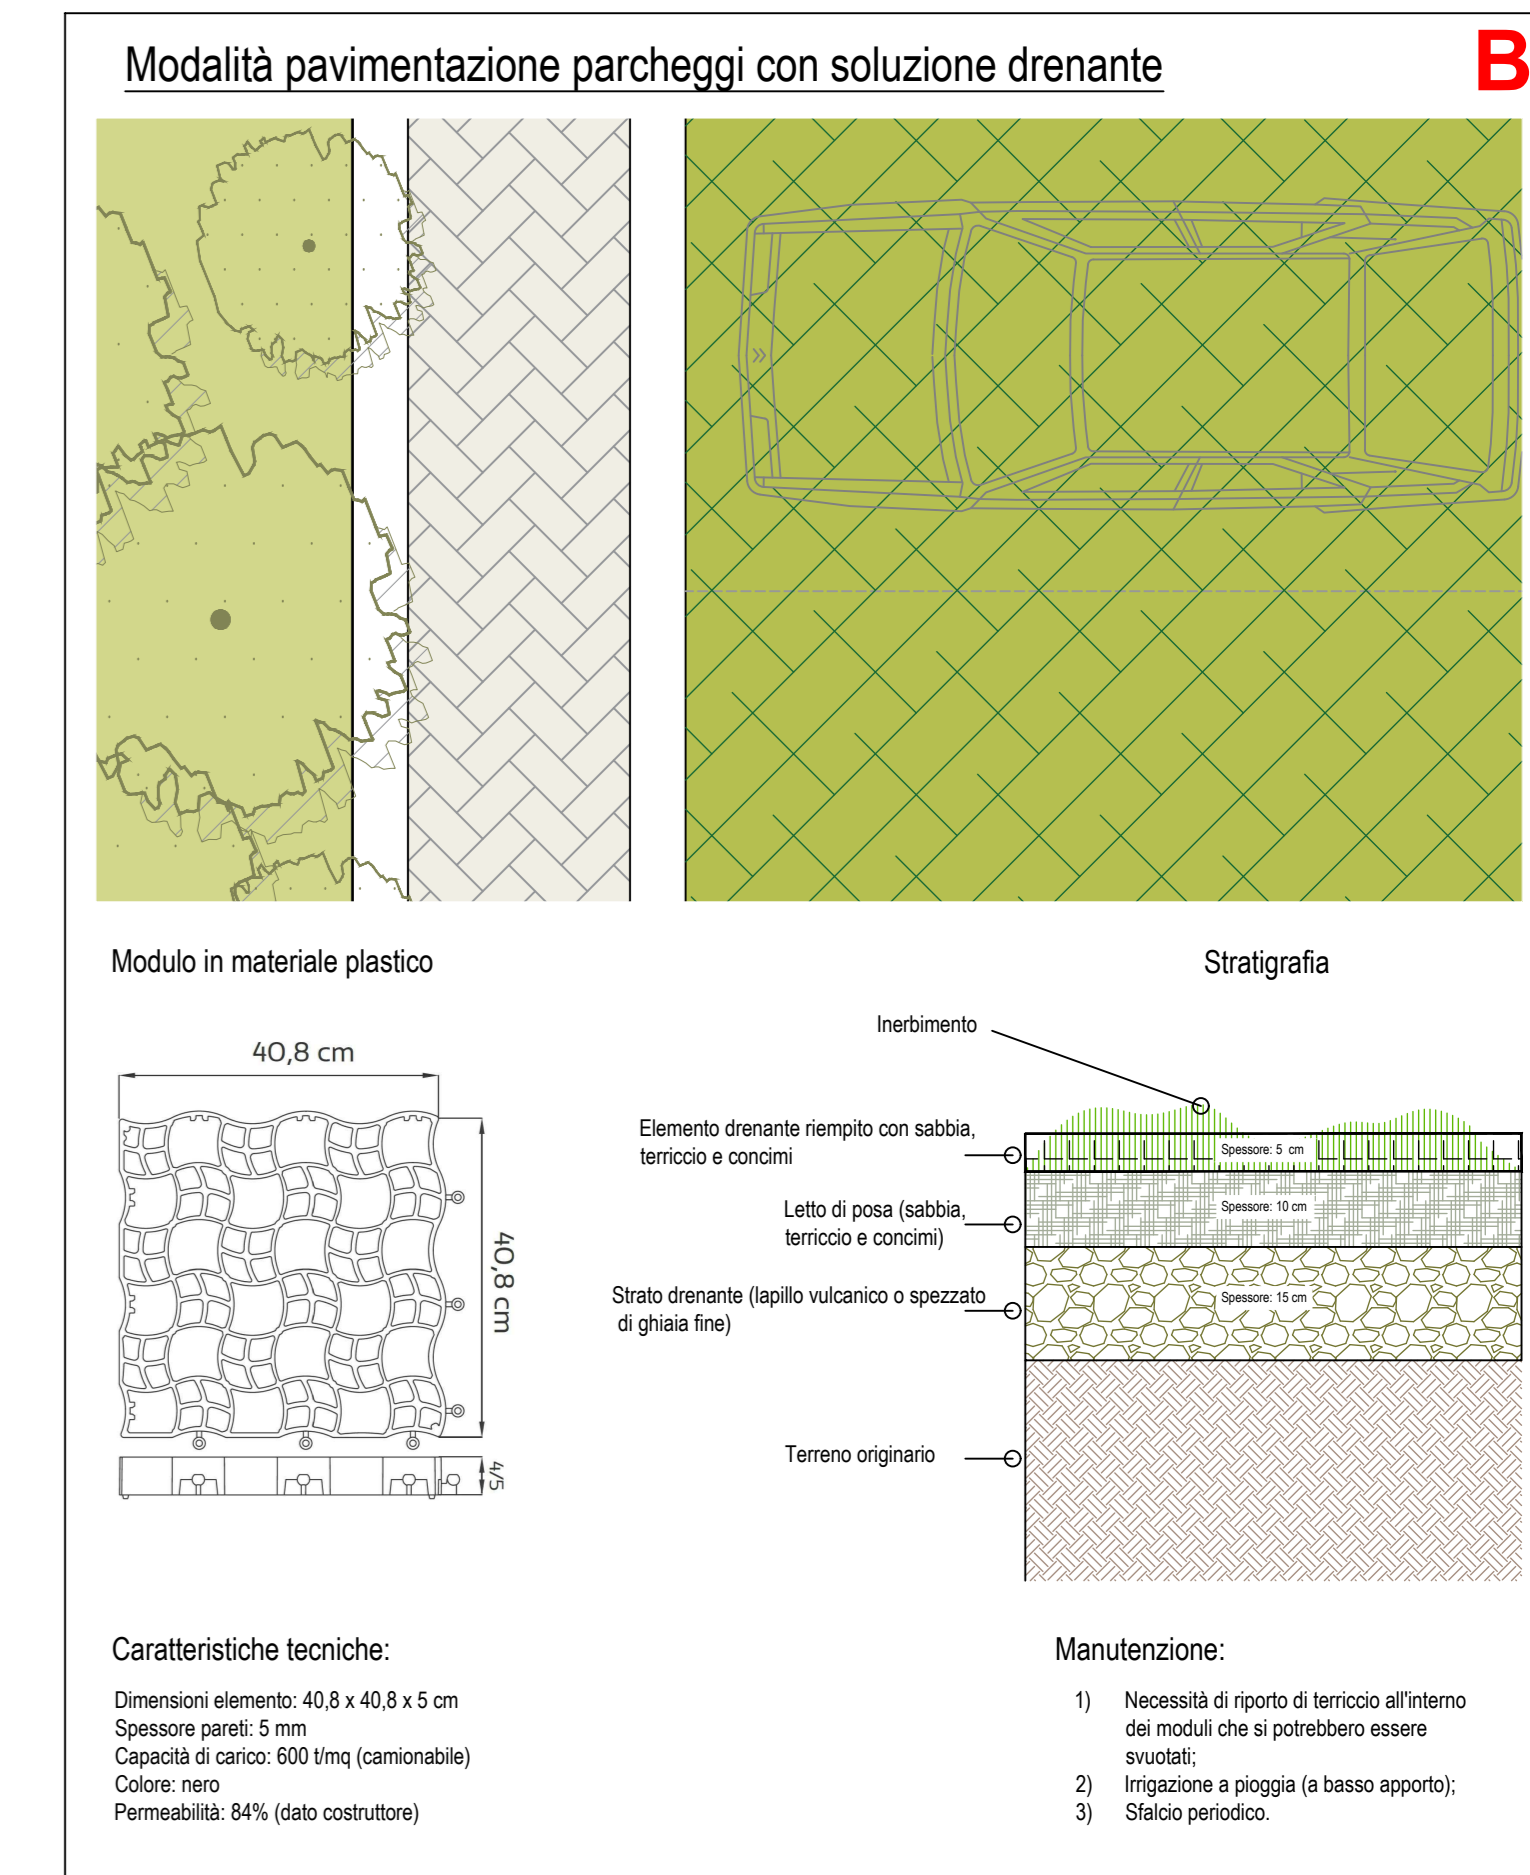 Modalità pavimentazione parcheggi con soluzione drenante
B
Modulo in materiale plastico
40,8 cm
40,8 cm
4/5
Stratigrafia
Inerbimento
Elemento drenante riempito con sabbia,
terriccio e concimi
Letto di posa (sabbia,
terriccio e concimi)
Strato drenante (lapillo vulcanico o spezzato
di ghiaia fine)
Terreno originario
Spessore: 5 cm
Spessore: 10 cm
Spessore: 15 cm
Caratteristiche tecniche:
Dimensioni elemento: 40,8 x 40,8 x 5 cm
Spessore pareti: 5 mm
Capacità di carico: 600 t/mq (camionabile)
Colore: nero
Permeabilità: 84% (dato costruttore)
Manutenzione:
1) Necessità di riporto di terriccio all'interno
dei moduli che si potrebbero essere
svuotati;
2) Irrigazione a pioggia (a basso apporto);
3) Sfalcio periodico.